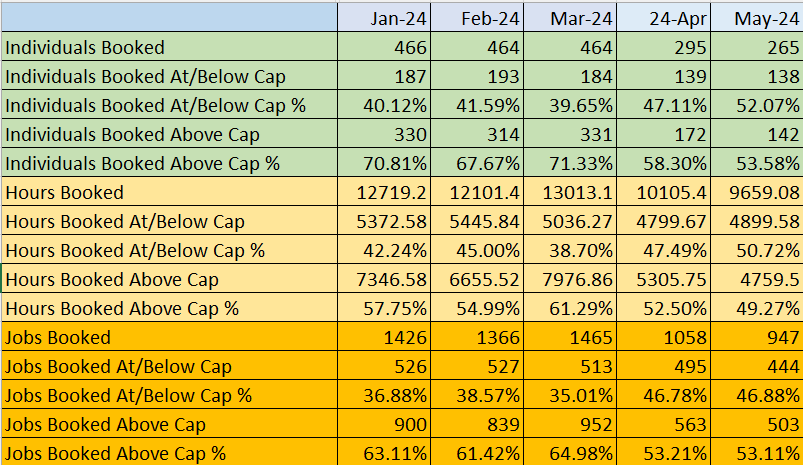 Jan-24 Feb-24 Mar-24 24-Apr May-24
Individuals Booked 466 464 464 295 265
Individuals Booked At/Below Cap 187 193 184 139 138
Individuals Booked At/Below Cap % 40.12% 41.59% 39.65% 47.11% 52.07%
Individuals Booked Above Cap 330 314 331 172 142
Individuals Booked Above Cap % 70.81% 67.67% 71.33% 58.30% 53.58%
Hours Booked 12719.2 12101.4 13013.1 10105.4 9659.08
Hours Booked At/Below Cap 5372.58 5445.84 5036.27 4799.67 4899.58
Hours Booked At/Below Cap % 42.24% 45.00% 38.70% 47.49% 50.72%
Hours Booked Above Cap 7346.58 6655.52 7976.86 5305.75 4759.5
Hours Booked Above Cap % 57.75% 54.99% 61.29% 52.50% 49.27%
Jobs Booked 1426 1366 1465 1058 947
Jobs Booked At/Below Cap 526 527 513 495 444
Jobs Booked At/Below Cap % 36.88% 38.57% 35.01% 46.78% 46.88%
Jobs Booked Above Cap 900 839 952 563 503
Jobs Booked Above Cap % 63.11% 61.42% 64.98% 53.21% 53.11%